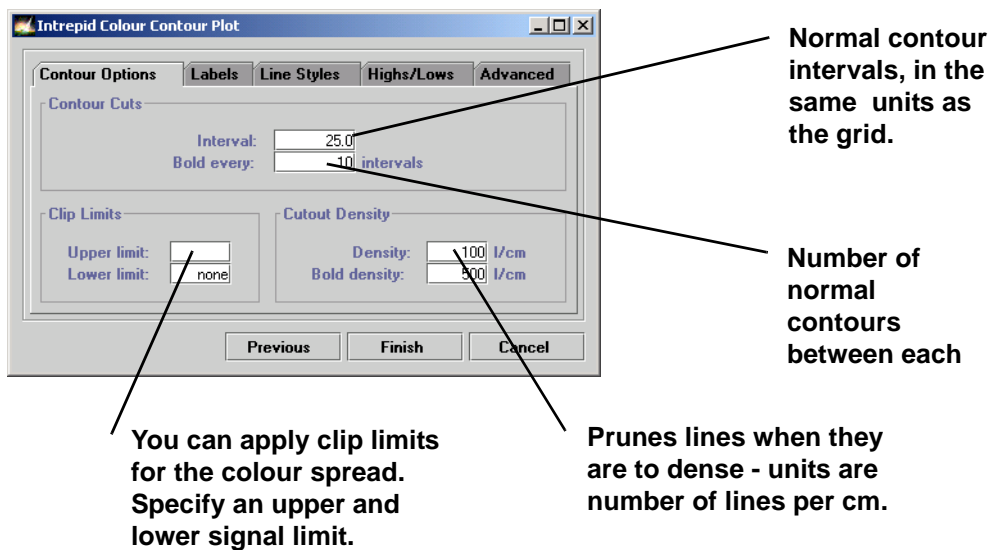 Intrepid Colour Contour Plot
Contour Options Labels Line Styles Highs/Lows Advanced
Contour Cuts
Interval: 25.0
Bold every: 10 intervals
Clip Limits
Upper limit:
Lower limit: none
Cutout Density
Density: 100 l/cm
Bold density: 500 l/cm
Previous Finish Cancel
Normal contour
intervals, in the
same units as
the grid.
Number of
normal
contours
between each
You can apply clip limits
for the colour spread.
Specify an upper and
lower signal limit.
Prunes lines when they
are to dense - units are
number of lines per cm.